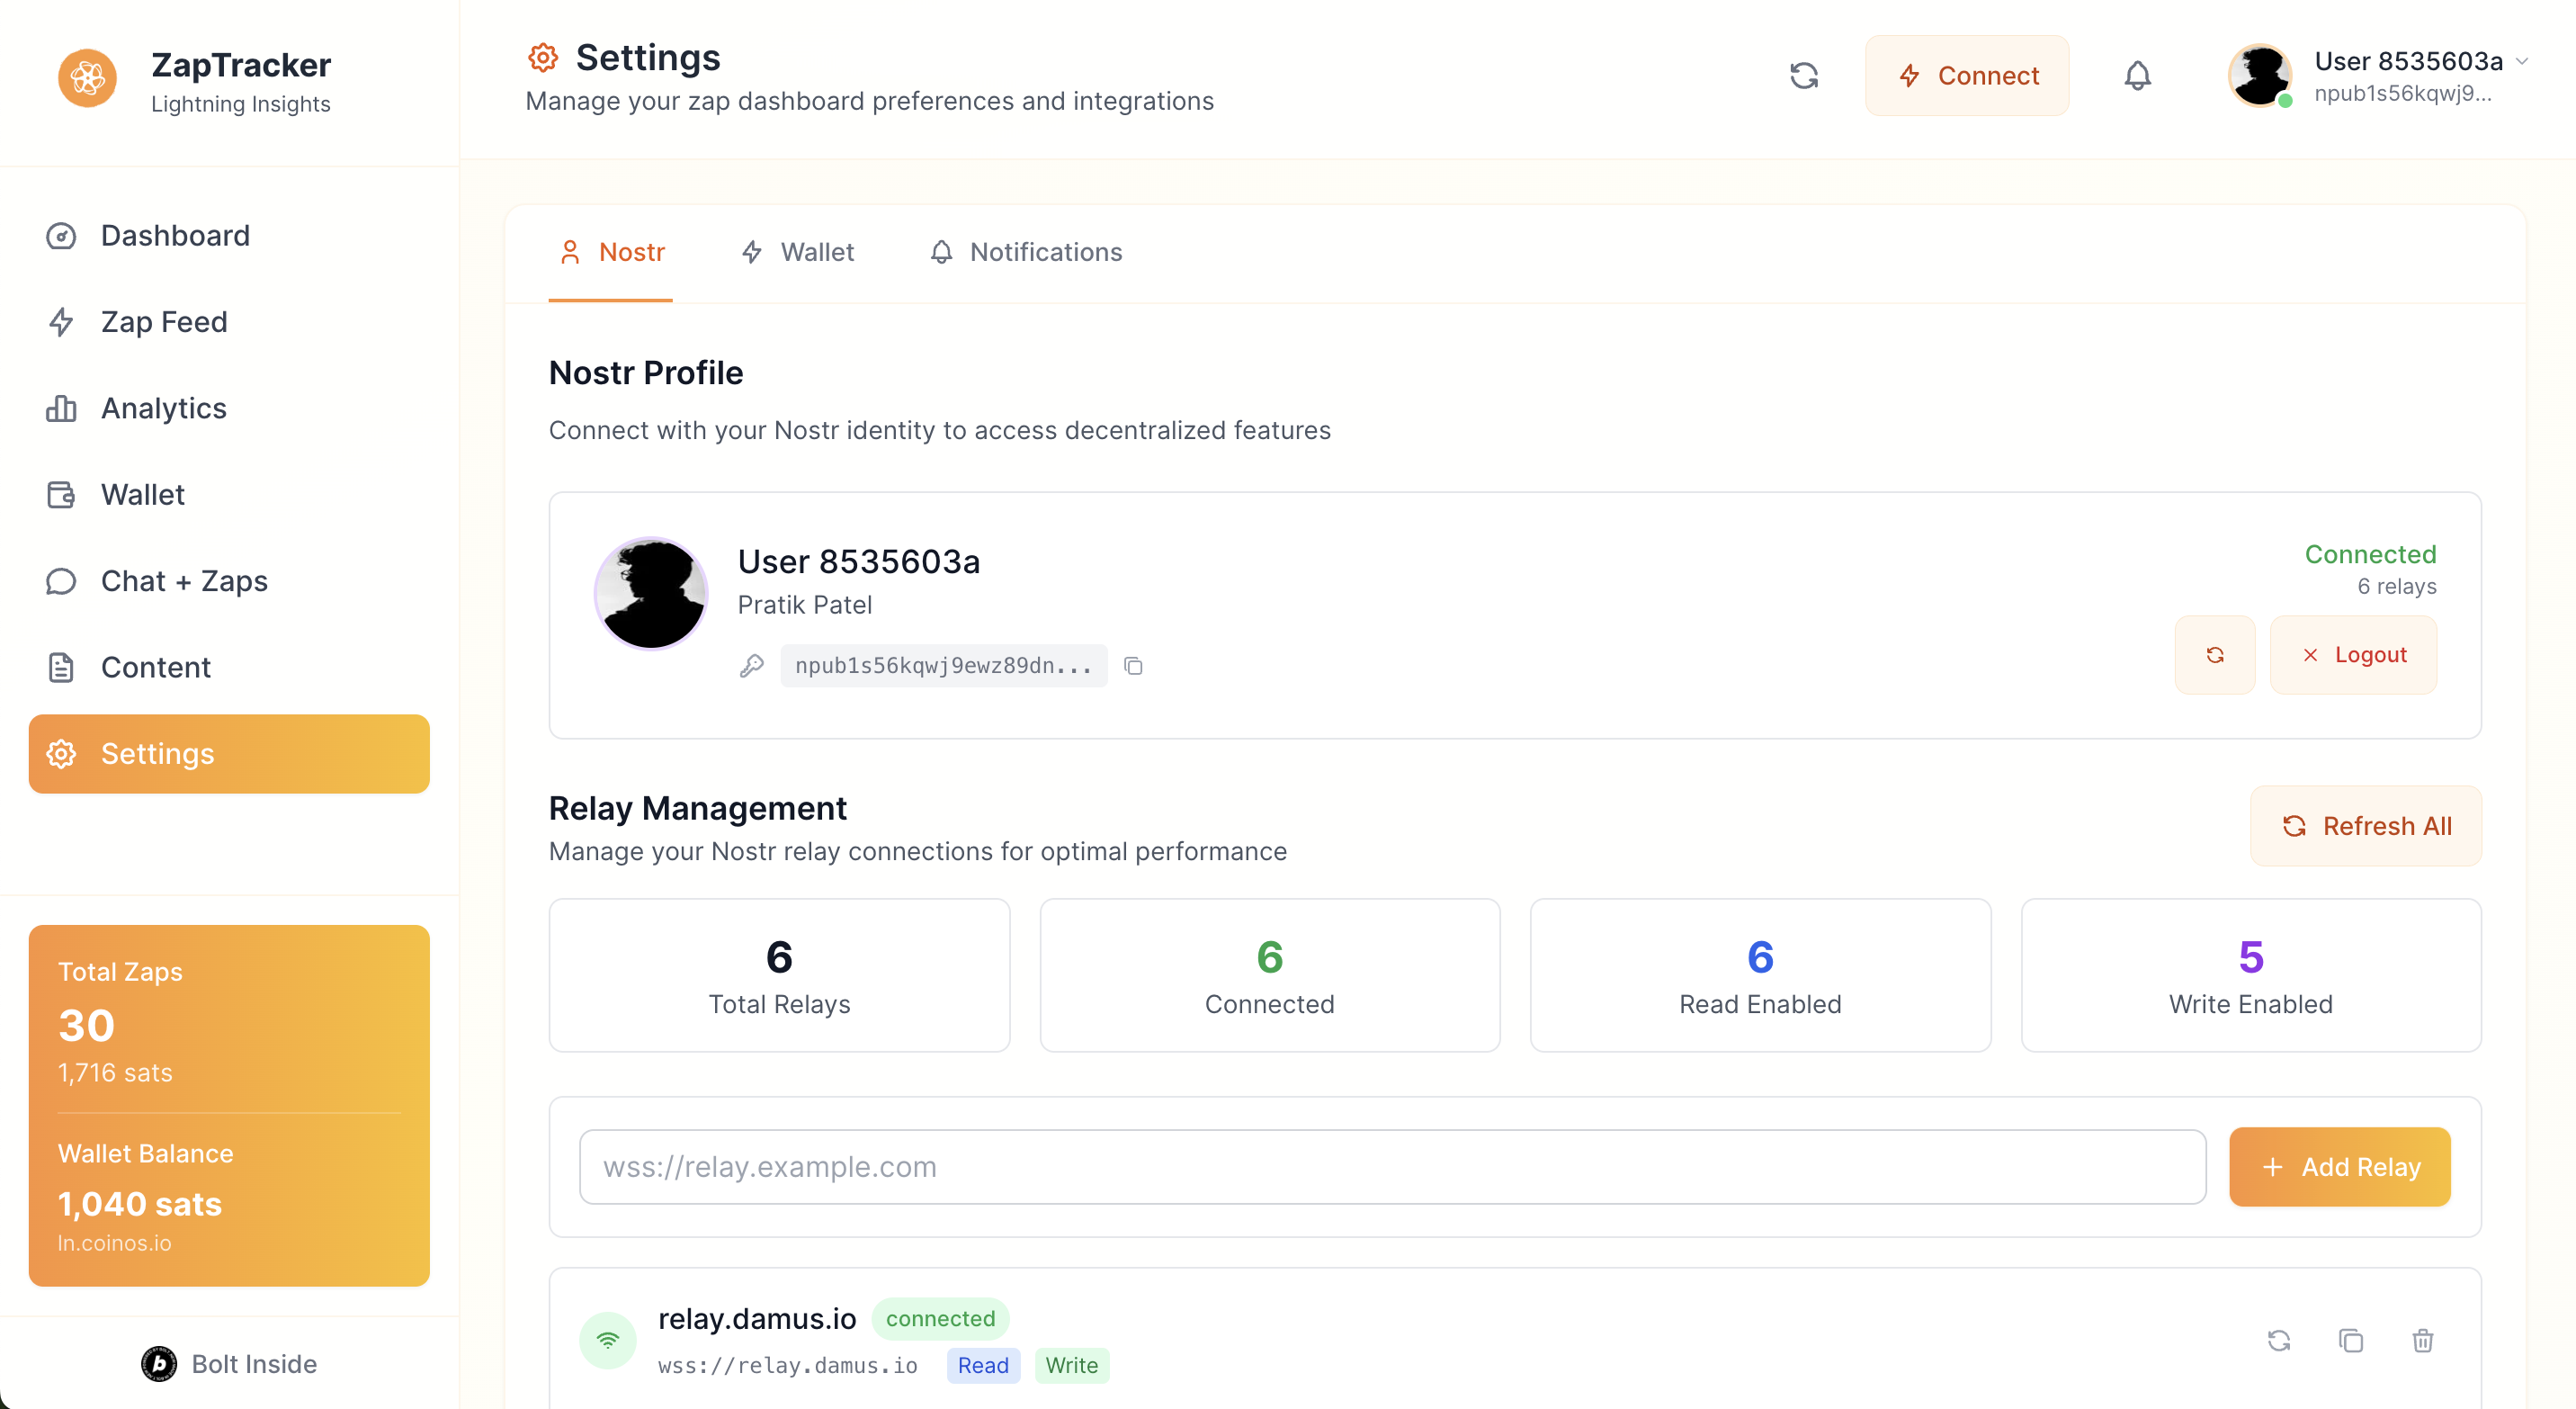 ZapTracker
Lightning Insights
Dashboard
Zap Feed
Analytics
Wallet
Chat + Zaps
Content
Settings
Total Zaps
30
1,716 sats
Wallet Balance
1,040 sats
ln.coinos.io
Bolt Inside
Settings
Manage your zap dashboard preferences and integrations
Connect
User 8535603a
npub1s56kqwj9...
Nostr
Wallet
Notifications
Nostr Profile
Connect with your Nostr identity to access decentralized features
User 8535603a
Pratik Patel
npub1s56kqwj9ewz89dn...
Connected
6 relays
Logout
Relay Management
Manage your Nostr relay connections for optimal performance
Refresh All
6
Total Relays
6
Connected
6
Read Enabled
5
Write Enabled
wss://relay.example.com
Add Relay
relay.damus.io connected
wss://relay.damus.io Read Write